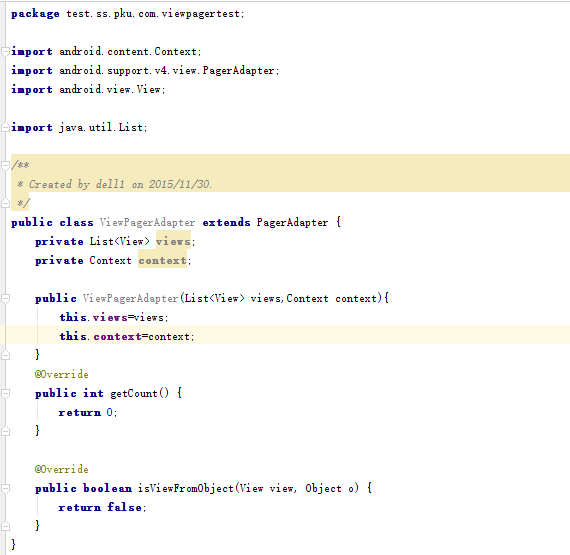 package test.ss.pku.com.viewpagertest;
import android.content.Context;
import android.support.v4.view.PagerAdapter;
import android.view.View;
import java.util.List;
/**
 * Created by dell1 on 2015/11/30.
 */
public class ViewPagerAdapter extends PagerAdapter {
    private List<View> views;
    private Context context;
    public ViewPagerAdapter(List<View> views,Context context){
        this.views=views;
        this.context=context;
    }
    @Override
    public int getCount() {
        return 0;
    }
    @Override
    public boolean isViewFromObject(View view, Object o) {
        return false;
    }
}